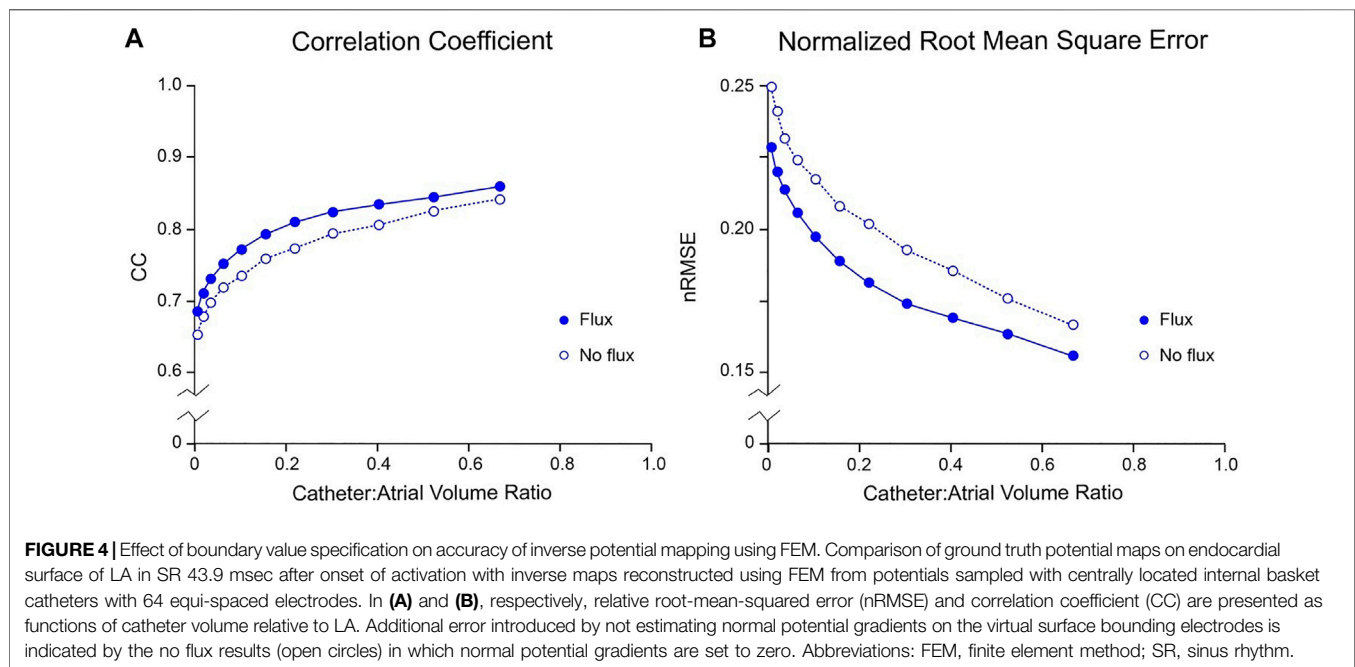 A Correlation Coefficient
1.0
0.9
0.8
0.7
0.6
0
CC
0 0.2 0.4 0.6 0.8 1.0
Catheter:Atrial Volume Ratio
Flux
No flux
B Normalized Root Mean Square Error
0.25
0.20
0.15
0
nRMSE
0 0.2 0.4 0.6 0.8 1.0
Catheter:Atrial Volume Ratio
Flux
No flux
FIGURE 4 | Effect of boundary value specification on accuracy of inverse potential mapping using FEM. Comparison of ground truth potential maps on endocardial
surface of LA in SR 43.9 msec after onset of activation with inverse maps reconstructed using FEM from potentials sampled with centrally located internal basket
catheters with 64 equi-spaced electrodes. In (A) and (B), respectively, relative root-mean-squared error (nRMSE) and correlation coefficient (CC) are presented as
functions of catheter volume relative to LA. Additional error introduced by not estimating normal potential gradients on the virtual surface bounding electrodes is
indicated by the no flux results (open circles) in which normal potential gradients are set to zero. Abbreviations: FEM, finite element method; SR, sinus rhythm.